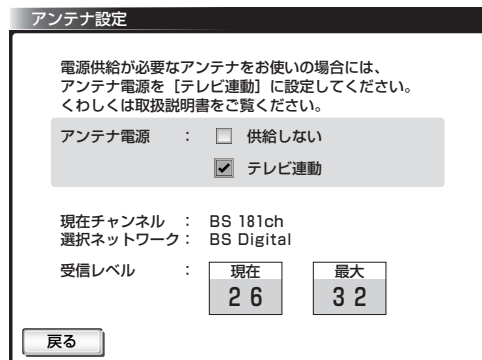 アンテナ設定
電源供給が必要なアンテナをお使いの場合には、
アンテナ電源を［テレビ連動］に設定してください。
くわしくは取扱説明書をご覧ください。
アンテナ電源 ： 供給しない
テレビ連動
現在チャンネル ： BS 181ch
選択ネットワーク： BS Digital
受信レベル ： 現在 最大
26 32
戻る